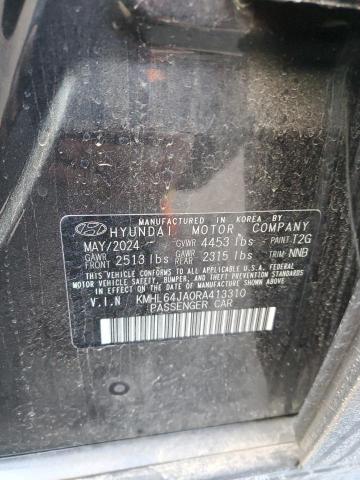 MANUFACTURED IN KOREA BY
HYUNDAI MOTOR COMPANY
MAY/2024 GVWR 4453 lbs PAINT:T2G
GAWR FRONT 2513 lbs GAWR REAR 2315 lbs TRIM:NNB
THIS VEHICLE CONFORMS TO ALL APPLICABLE U.S.A. FEDERAL
MOTOR VEHICLE SAFETY, BUMPER, AND THEFT PREVENTION
STANDARDS IN EFFECT ON THE DATE OF MANUFACTURE SHOWN ABOVE.
V.I.N KMHL64JA0RA413310
PASSENGER CAR